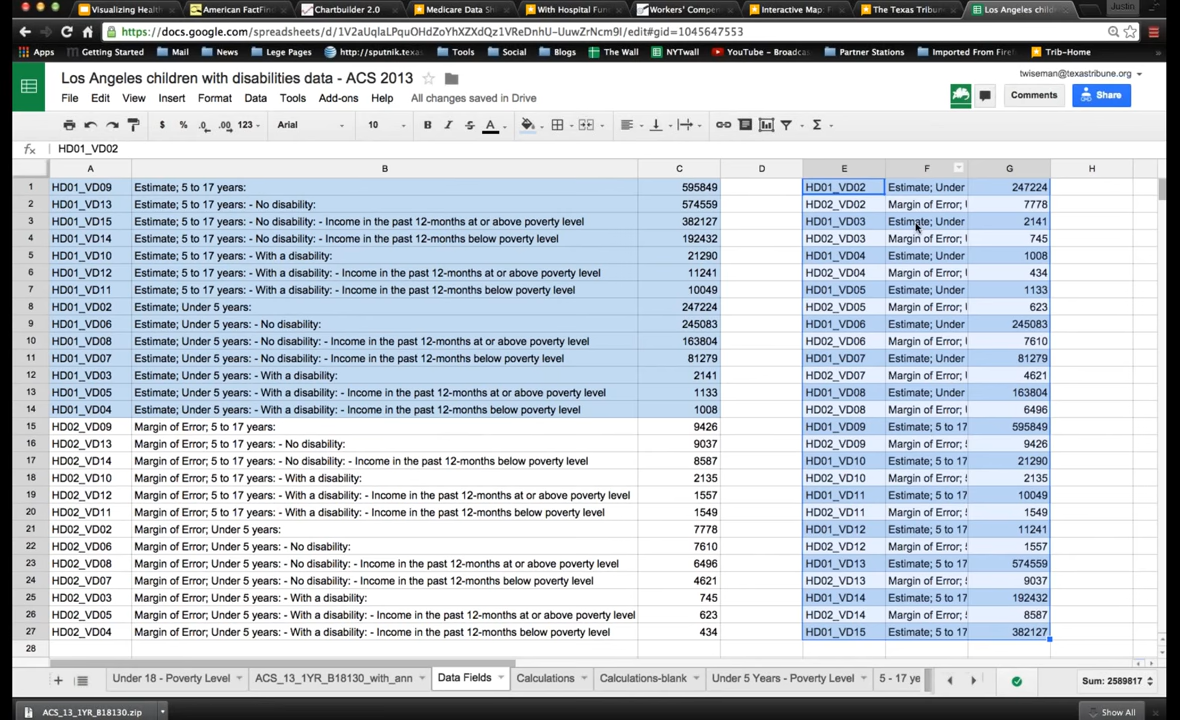 Visualizing Health
American FactFin
Chartbuilder 2.0
Medicare Data Sh
With Hospital Fun
Workers' Compen
Interactive Map: F
The Texas Tribun
Los Angeles child
Justin
https://docs.google.com/spreadsheets/d/1V2aUqlaLPquOHdZoYhXZXdQz1VReDnhU-UuwZrNcm9I/edit#gid=1045647553
Apps Getting Started Mail News Lege Pages http://sputnik.texas Tools Social Blogs The Wall NYTwall YouTube - Broadcas Partner Stations Imported From Firef Trib-Home
Los Angeles children with disabilities data - ACS 2013
twiseman@texastribune.org
File Edit View Insert Format Data Tools Add-ons Help All changes saved in Drive
Comments Share
$ % .0 .00 123 Arial 10 B I S A Σ
fx HD01_VD02
A B C D E F G H
1 HD01_VD09 Estimate; 5 to 17 years: 595849 HD01_VD02 Estimate; Under 247224
2 HD01_VD13 Estimate; 5 to 17 years: - No disability: 574559 HD02_VD02 Margin of Error; 7778
3 HD01_VD15 Estimate; 5 to 17 years: - No disability: - Income in the past 12-months at or above poverty level 382127 HD01_VD03 Estimate; Under 2141
4 HD01_VD14 Estimate; 5 to 17 years: - No disability: - Income in the past 12-months below poverty level 192432 HD02_VD03 Margin of Error; 745
5 HD01_VD10 Estimate; 5 to 17 years: - With a disability: 21290 HD01_VD04 Estimate; Under 1008
6 HD01_VD12 Estimate; 5 to 17 years: - With a disability: - Income in the past 12-months at or above poverty level 11241 HD02_VD04 Margin of Error; 434
7 HD01_VD11 Estimate; 5 to 17 years: - With a disability: - Income in the past 12-months below poverty level 10049 HD01_VD05 Estimate; Under 1133
8 HD01_VD02 Estimate; Under 5 years: 247224 HD02_VD05 Margin of Error; 623
9 HD01_VD06 Estimate; Under 5 years: - No disability: 245083 HD01_VD06 Estimate; Under 245083
10 HD01_VD08 Estimate; Under 5 years: - No disability: - Income in the past 12-months at or above poverty level 163804 HD02_VD06 Margin of Error; 7610
11 HD01_VD07 Estimate; Under 5 years: - No disability: - Income in the past 12-months below poverty level 81279 HD01_VD07 Estimate; Under 81279
12 HD01_VD03 Estimate; Under 5 years: - With a disability: 2141 HD02_VD07 Margin of Error; 4621
13 HD01_VD05 Estimate; Under 5 years: - With a disability: - Income in the past 12-months at or above poverty level 1133 HD01_VD08 Estimate; Under 163804
14 HD01_VD04 Estimate; Under 5 years: - With a disability: - Income in the past 12-months below poverty level 1008 HD02_VD08 Margin of Error; 6496
15 HD02_VD09 Margin of Error; 5 to 17 years: 9426 HD01_VD09 Estimate; 5 to 17 595849
16 HD02_VD13 Margin of Error; 5 to 17 years: - No disability: 9037 HD02_VD09 Margin of Error; 9426
17 HD02_VD14 Margin of Error; 5 to 17 years: - No disability: - Income in the past 12-months below poverty level 8587 HD01_VD10 Estimate; 5 to 17 21290
18 HD02_VD10 Margin of Error; 5 to 17 years: - With a disability: 2135 HD02_VD10 Margin of Error; 2135
19 HD02_VD12 Margin of Error; 5 to 17 years: - With a disability: - Income in the past 12-months at or above poverty level 1557 HD01_VD11 Estimate; 5 to 17 10049
20 HD02_VD11 Margin of Error; 5 to 17 years: - With a disability: - Income in the past 12-months below poverty level 1549 HD02_VD11 Margin of Error; 1549
21 HD02_VD02 Margin of Error; Under 5 years: 7778 HD01_VD12 Estimate; 5 to 17 11241
22 HD02_VD06 Margin of Error; Under 5 years: - No disability: 7610 HD02_VD12 Margin of Error; 1557
23 HD02_VD08 Margin of Error; Under 5 years: - No disability: - Income in the past 12-months at or above poverty level 6496 HD01_VD13 Estimate; 5 to 17 574559
24 HD02_VD07 Margin of Error; Under 5 years: - No disability: - Income in the past 12-months below poverty level 4621 HD02_VD13 Margin of Error; 9037
25 HD02_VD03 Margin of Error; Under 5 years: - With a disability: 745 HD01_VD14 Estimate; 5 to 17 192432
26 HD02_VD05 Margin of Error; Under 5 years: - With a disability: - Income in the past 12-months at or above poverty level 623 HD02_VD14 Margin of Error; 8587
27 HD02_VD04 Margin of Error; Under 5 years: - With a disability: - Income in the past 12-months below poverty level 434 HD01_VD15 Estimate; 5 to 17 382127
28
Under 18 - Poverty Level ACS_13_1YR_B18130_with_ann Data Fields Calculations Calculations-blank Under 5 Years - Poverty Level 5 - 17 ye Sum: 2589817
ACS_13_1YR_B18130.zip Show All